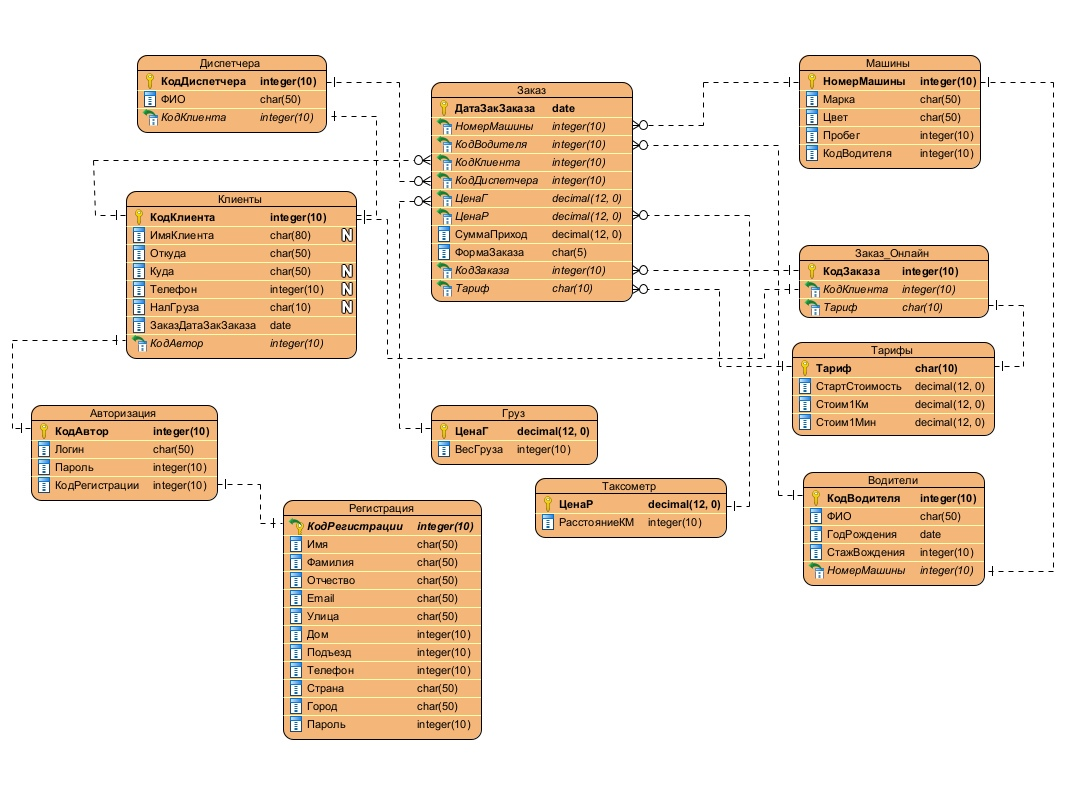 Диспетчера
КодДиспетчера integer(10)
ФИО char(50)
КодКлиента integer(10)
Заказ
ДатаЗакЗаказа date
НомерМашины integer(10)
КодВодителя integer(10)
КодКлиента integer(10)
КодДиспетчера integer(10)
ЦенаГ decimal(12, 0)
ЦенаР decimal(12, 0)
СуммаПриход decimal(12, 0)
ФормаЗаказа char(5)
КодЗаказа integer(10)
Тариф char(10)
Машины
НомерМашины integer(10)
Марка char(50)
Цвет char(50)
Пробег integer(10)
КодВодителя integer(10)
Клиенты
КодКлиента integer(10)
ИмяКлиента char(80) N
Откуда char(50)
Куда char(50) N
Телефон integer(10) N
НалГруза char(10) N
ЗаказДатаЗакЗаказа date
КодАвтор integer(10)
Заказ_Онлайн
КодЗаказа integer(10)
КодКлиента integer(10)
Тариф char(10)
Тарифы
Тариф char(10)
СтартСтоимость decimal(12, 0)
Стоим1Км decimal(12, 0)
Стоим1Мин decimal(12, 0)
Авторизация
КодАвтор integer(10)
Логин char(50)
Пароль integer(10)
КодРегистрации integer(10)
Груз
ЦенаГ decimal(12, 0)
ВесГруза integer(10)
Таксометр
ЦенаР decimal(12, 0)
РасстояниеКМ integer(10)
Водители
КодВодителя integer(10)
ФИО char(50)
ГодРождения date
СтажВождения integer(10)
НомерМашины integer(10)
Регистрация
КодРегистрации integer(10)
Имя char(50)
Фамилия char(50)
Отчество char(50)
Email char(50)
Улица char(50)
Дом integer(10)
Подъезд integer(10)
Телефон integer(10)
Страна char(50)
Город char(50)
Пароль integer(10)